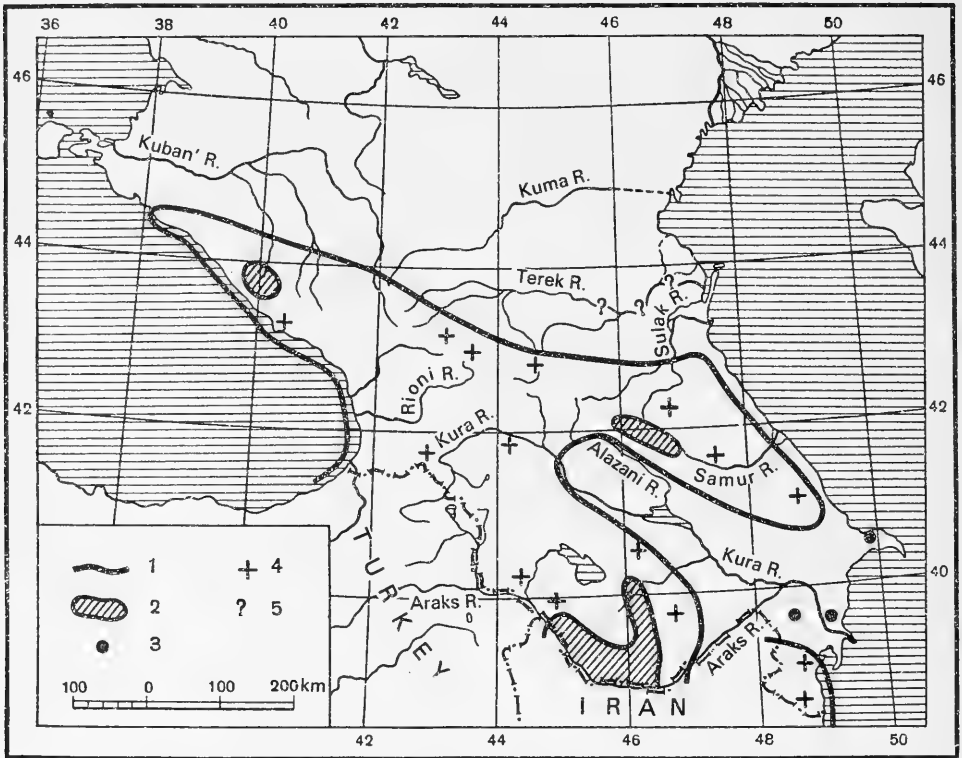 36 38 40 42 44 46 48 50
46 46
Kuban' R.
Kuma R.
44 44
Terek R.
? ? ?
Sulak R.
Rioni R.
42 42
Kura R.
Alazani R.
Samur R.
Kura R.
40
TURKEY
Araks R.
Araks R.
IRAN
1 4
2 ? 5
3
100 0 100 200 km
42 44 46 48 50